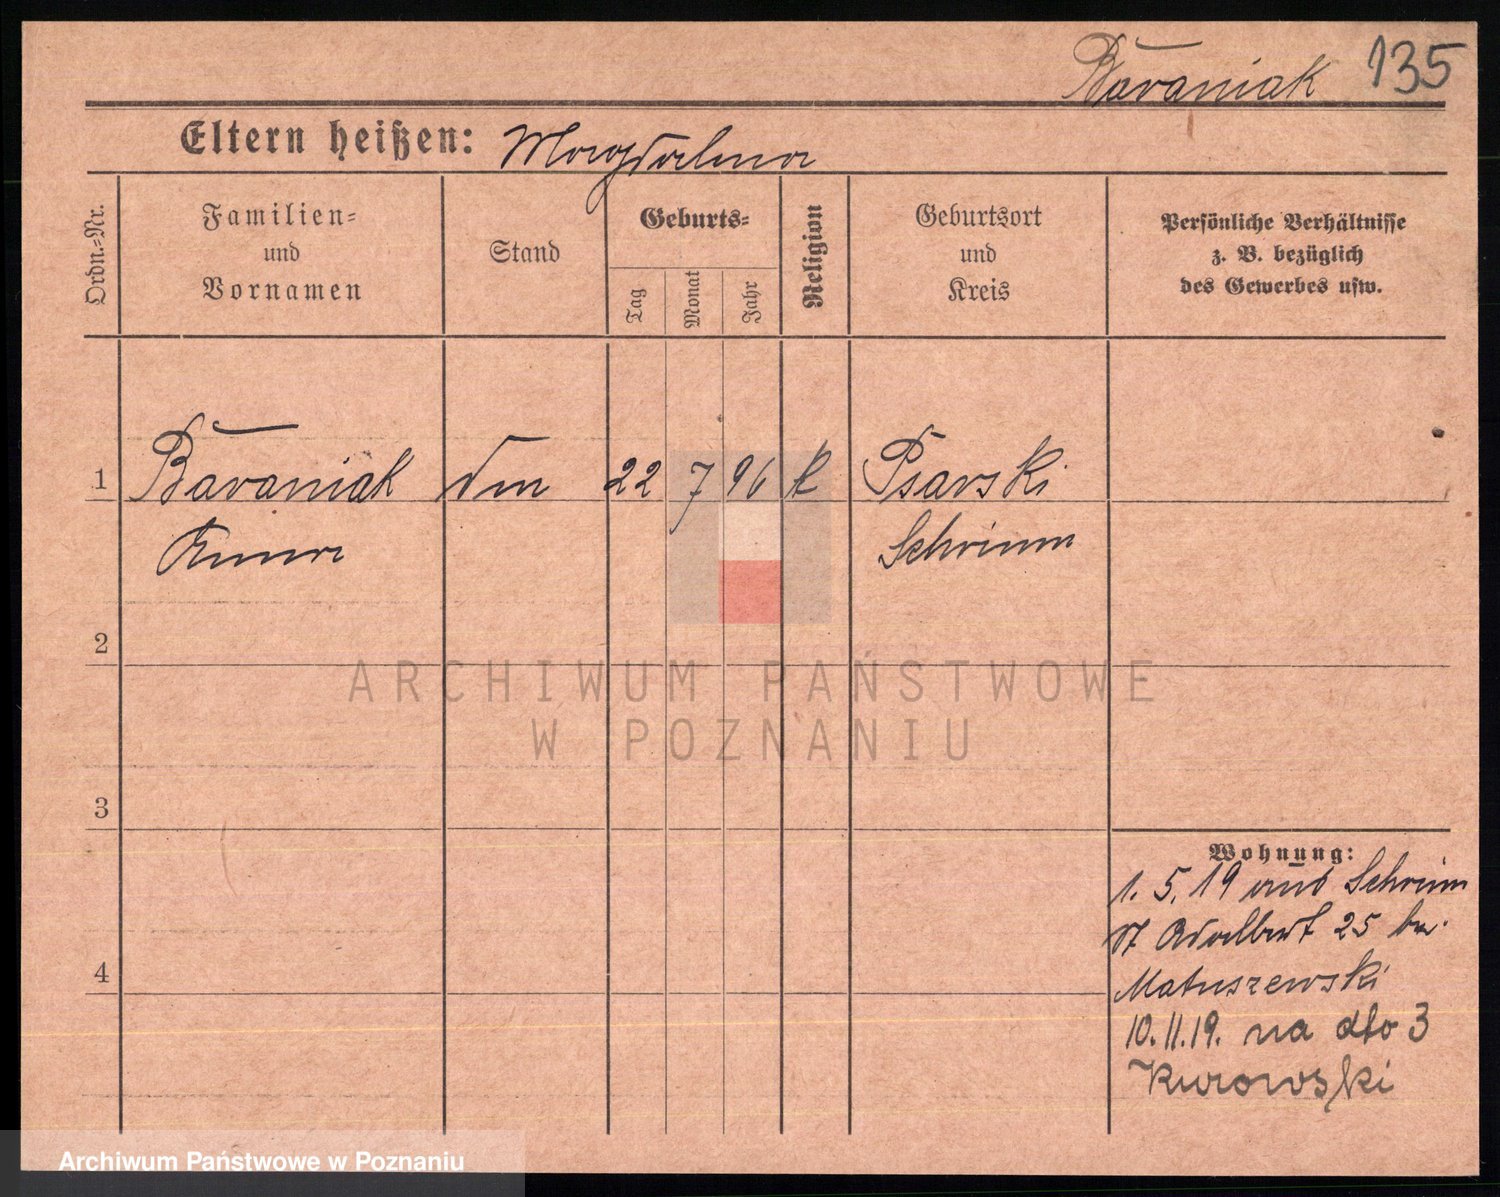 Baraniak 135
Eltern heißen: Magdalena
Ordn.=Nr.
Familien=
und
Vornamen
Stand
Geburts=
Tag
Monat
Jahr
Religion
Geburtsort
und
Kreis
Persönliche Verhältnisse
z. B. bezüglich
des Gewerbes usw.
1 Baraniak 22 7 96 k Psarski
Schrimm
2
3
4
Wohnung:
1. 5. 19 aus Schrimm
St Adalbert 25 bei
Matuszewski
10.11.19. na dto 3
Kurowski
ARCHIWUM PAŃSTWOWE
W POZNANIU
Archiwum Państwowe w Poznaniu